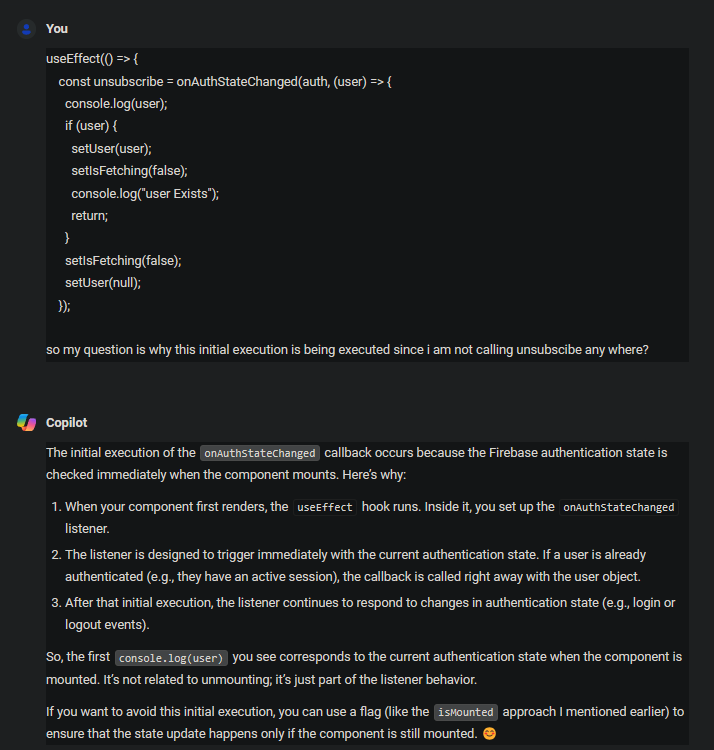 You
useEffect(() => {
const unsubscribe = onAuthStateChanged(auth, (user) => {
console.log(user);
if (user) {
setUser(user);
setIsFetching(false);
console.log("user Exists");
return;
}
setIsFetching(false);
setUser(null);
});
so my question is why this initial execution is being executed since i am not calling unsubscibe any where?
Copilot
The initial execution of the onAuthStateChanged callback occurs because the Firebase authentication state is
checked immediately when the component mounts. Here's why:
1. When your component first renders, the useEffect hook runs. Inside it, you set up the onAuthStateChanged
listener.
2. The listener is designed to trigger immediately with the current authentication state. If a user is already
authenticated (e.g., they have an active session), the callback is called right away with the user object.
3. After that initial execution, the listener continues to respond to changes in authentication state (e.g., login or
logout events).
So, the first console.log(user) you see corresponds to the current authentication state when the component is
mounted. It's not related to unmounting; it's just part of the listener behavior.
If you want to avoid this initial execution, you can use a flag (like the isMounted approach I mentioned earlier) to
ensure that the state update happens only if the component is still mounted. 😊